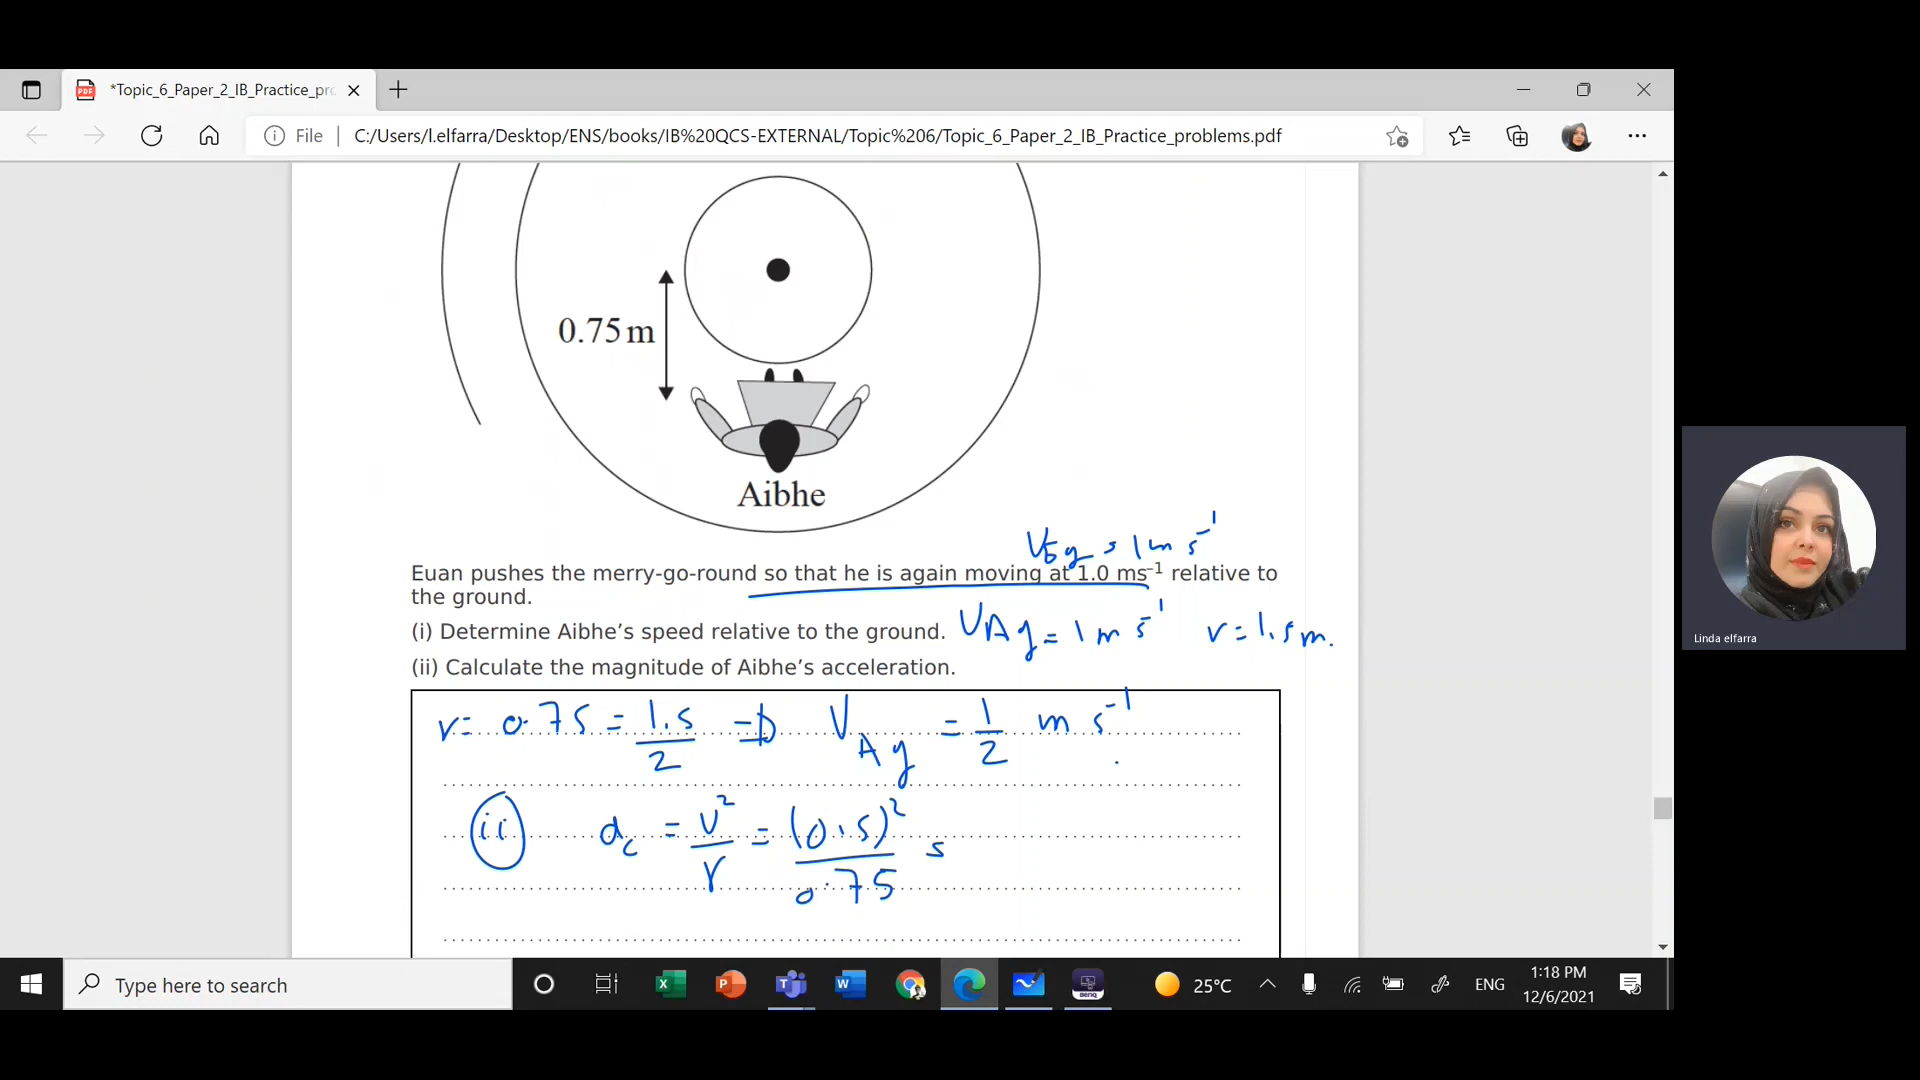 *Topic_6_Paper_2_IB_Practice_pro
File
C:/Users/l.elfarra/Desktop/ENS/books/IB%20QCS-EXTERNAL/Topic%206/Topic_6_Paper_2_IB_Practice_problems.pdf
0.75 m
Aibhe
V_Eg = 1 m s⁻¹
Euan pushes the merry-go-round so that he is again moving at 1.0 ms⁻¹ relative to
the ground.
(i) Determine Aibhe’s speed relative to the ground. V_Ag = 1 m s⁻¹ r = 1.5 m.
(ii) Calculate the magnitude of Aibhe’s acceleration.
r = 0.75 = 1.5/2 ⇒ V_Ag = 1/2 m s⁻¹
(ii) a_c = v²/r = (0.5)²/0.75 =
Linda elfarra
Type here to search
25°C
ENG
1:18 PM
12/6/2021